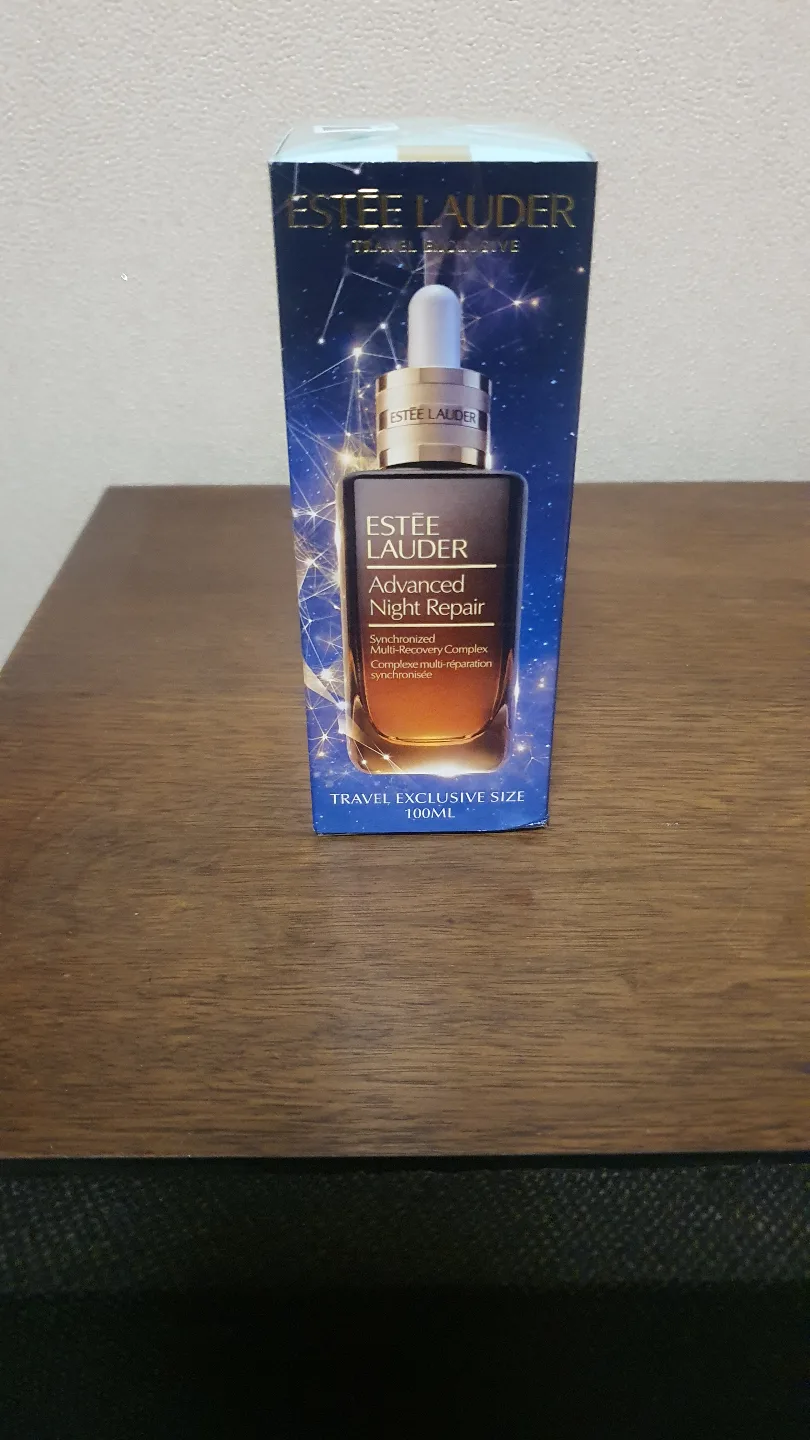 ESTĒE LAUDER
TRAVEL EXCLUSIVE
ESTĒE LAUDER
ESTĒE
LAUDER
Advanced
Night Repair
Synchronized
Multi-Recovery Complex
Complexe multi-réparation
synchronisée
TRAVEL EXCLUSIVE SIZE
100ML